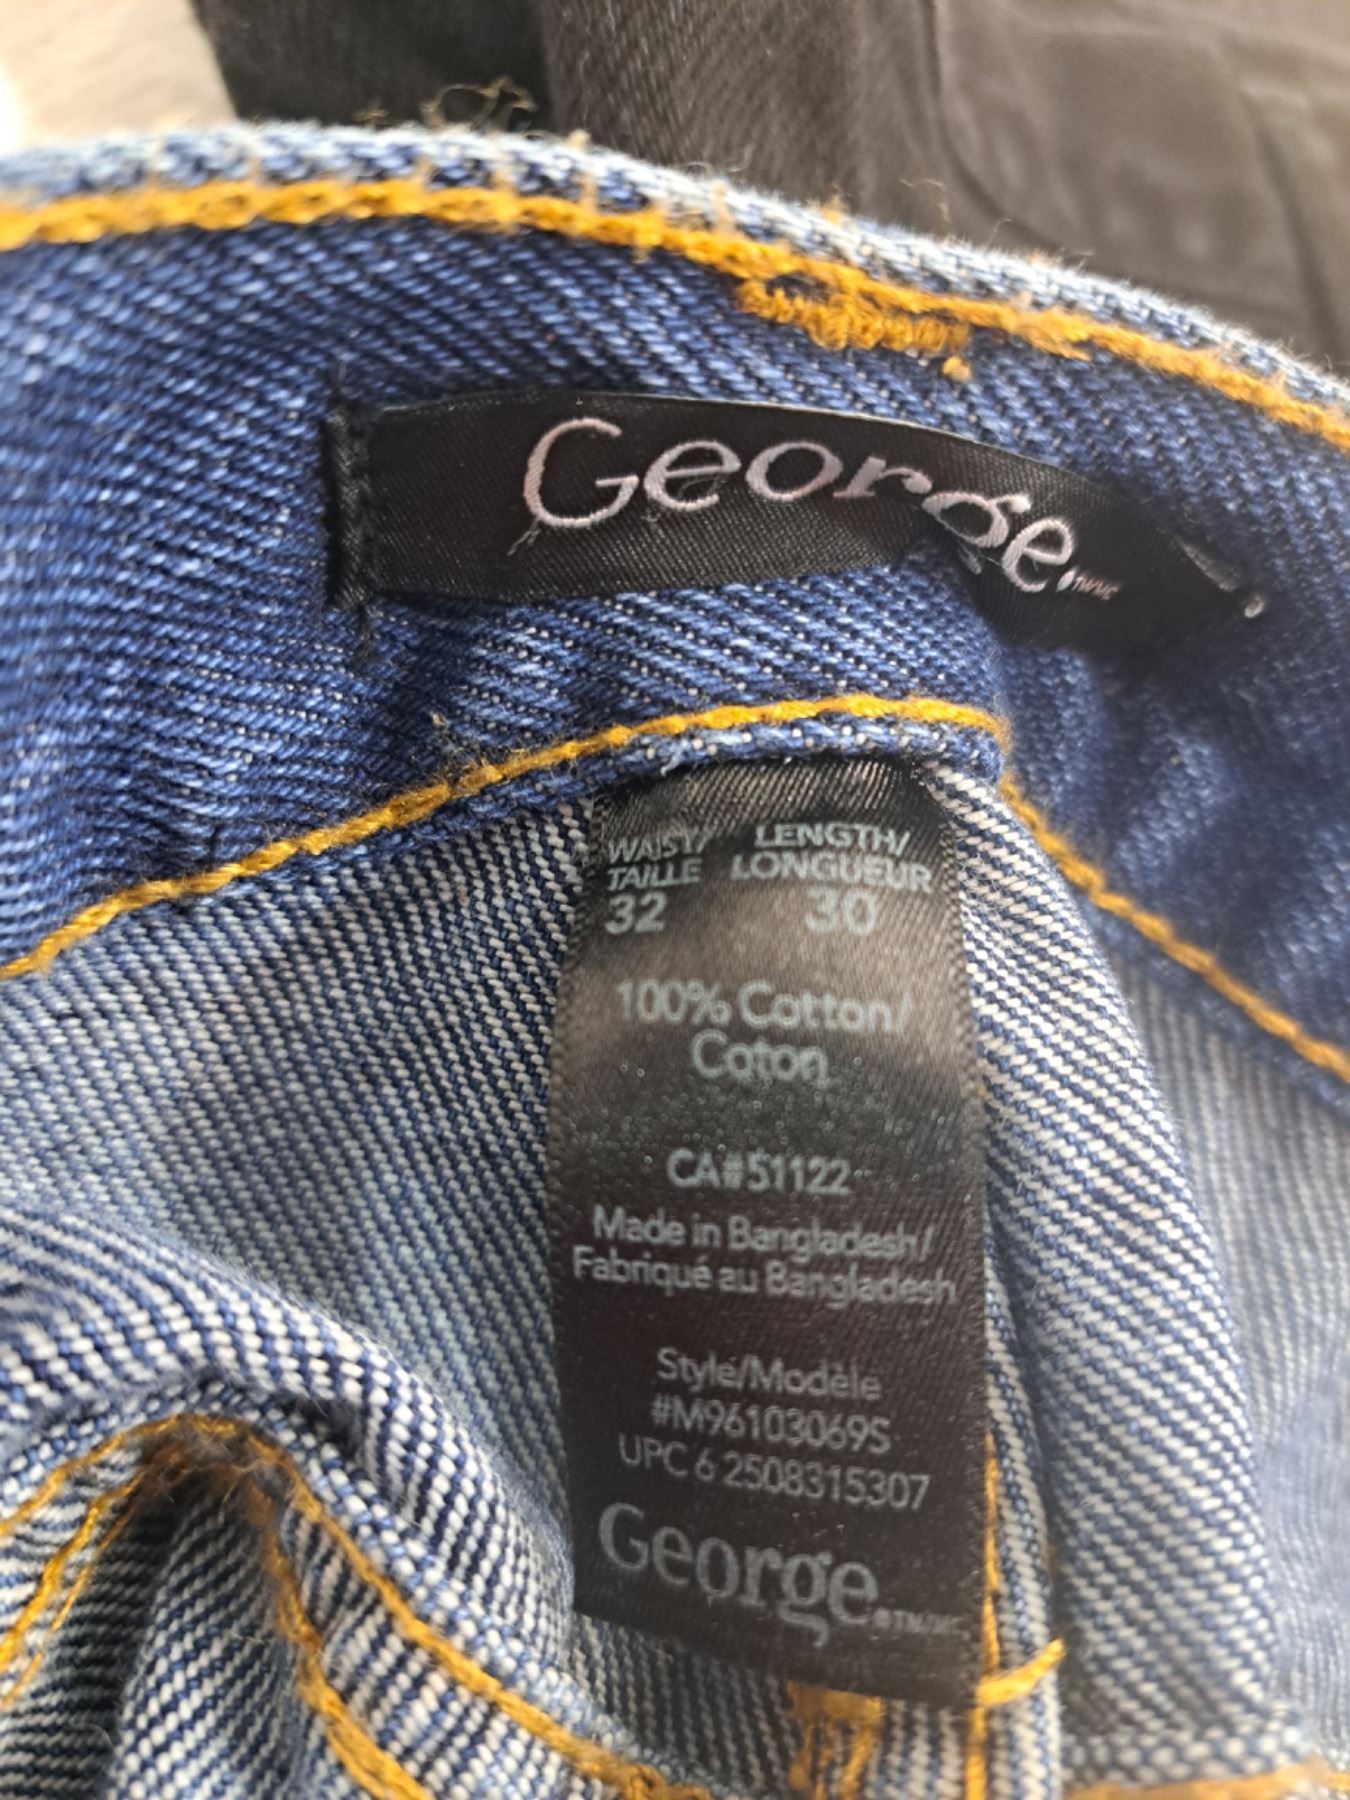 George.
WAIST/ LENGTH/
TAILLE LONGUEUR
32 30
100% Cotton/
Coton
CA#51122
Made in Bangladesh/
Fabriqué au Bangladesh
Style/Modèle
#M96103069S
UPC 6 2508315307
George.